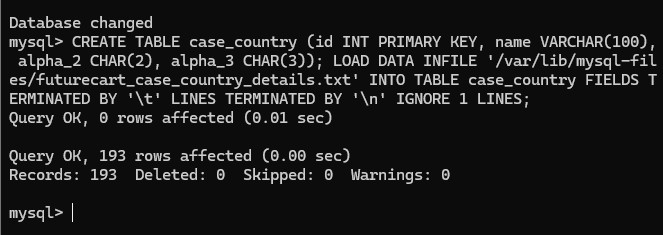 Database changed
mysql> CREATE TABLE case_country (id INT PRIMARY KEY, name VARCHAR(100),
 alpha_2 CHAR(2), alpha_3 CHAR(3)); LOAD DATA INFILE '/var/lib/mysql-fil
es/futurecart_case_country_details.txt' INTO TABLE case_country FIELDS T
ERMINATED BY '\t' LINES TERMINATED BY '\n' IGNORE 1 LINES;
Query OK, 0 rows affected (0.01 sec)

Query OK, 193 rows affected (0.00 sec)
Records: 193  Deleted: 0  Skipped: 0  Warnings: 0

mysql>